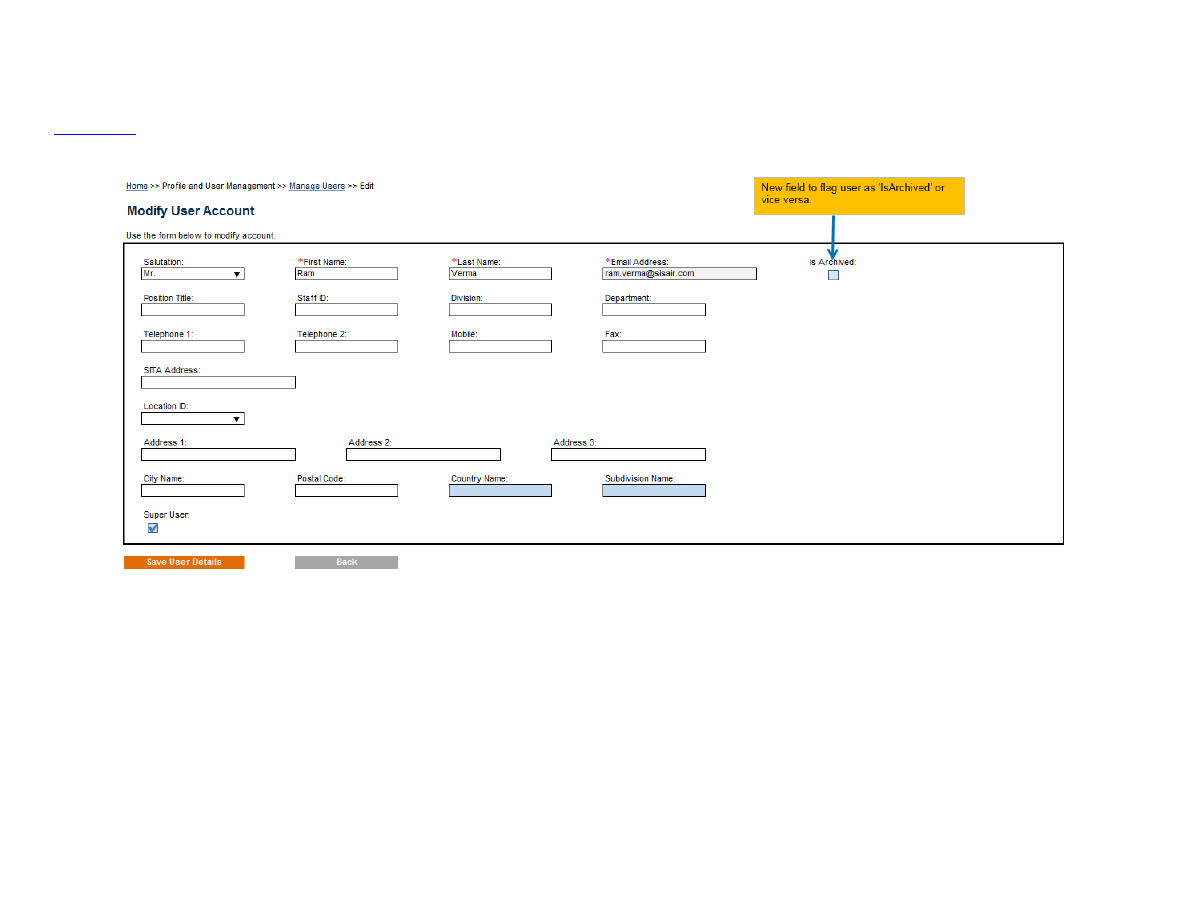 Home >> Profile and User Management >> Manage Users >> Edit
New field to flag user as 'IsArchived' or
vice versa.
Modify User Account
Use the form below to modify account.
Salutation: *First Name: *Last Name: *Email Address: Is Archived:
Mr. Ram Verma ram.verma@sisair.com
Position Title: Staff ID: Division: Department:
Telephone 1: Telephone 2: Mobile: Fax:
SITA Address:
Location ID:
Address 1: Address 2: Address 3:
City Name: Postal Code: Country Name: Subdivision Name:
Super User:
Save User Details Back